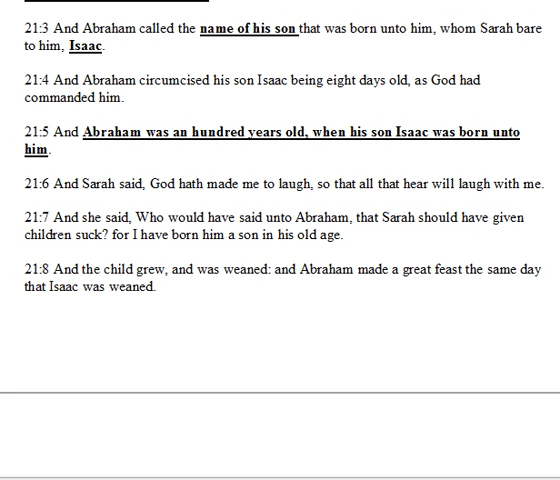 21:3 And Abraham called the name of his son that was born unto him, whom Sarah bare
to him, Isaac.
21:4 And Abraham circumcised his son Isaac being eight days old, as God had
commanded him.
21:5 And Abraham was an hundred years old, when his son Isaac was born unto
him.
21:6 And Sarah said, God hath made me to laugh, so that all that hear will laugh with me.
21:7 And she said, Who would have said unto Abraham, that Sarah should have given
children suck? for I have born him a son in his old age.
21:8 And the child grew, and was weaned: and Abraham made a great feast the same day
that Isaac was weaned.